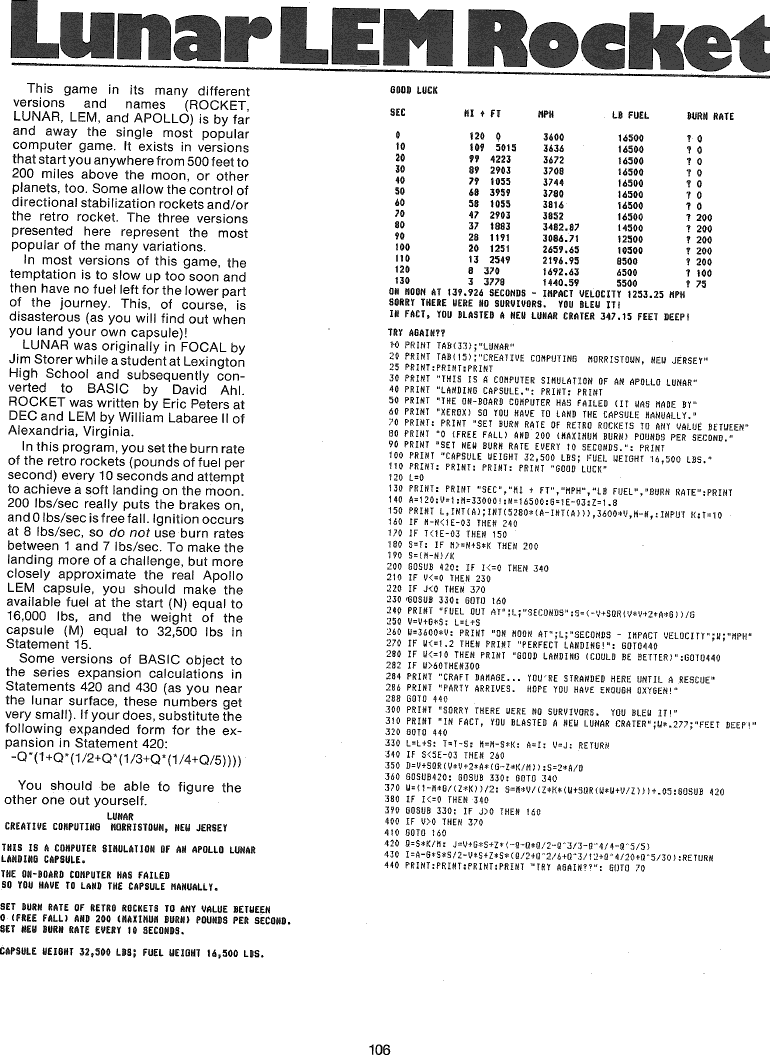 Lunar LEM Rocket
This game in its many different
versions and names (ROCKET,
LUNAR, LEM, and APOLLO) is by far
and away the single most popular
computer game. It exists in versions
that start you anywhere from 500 feet to
200 miles above the moon, or other
planets, too. Some allow the control of
directional stabilization rockets and/or
the retro rocket. The three versions
presented here represent the most
popular of the many variations.
In most versions of this game, the
temptation is to slow up too soon and
then have no fuel left for the lower part
of the journey. This, of course, is
disasterous (as you will find out when
you land your own capsule)!
LUNAR was originally in FOCAL by
Jim Storer while a student at Lexington
High School and subsequently con-
verted to BASIC by David Ahl.
ROCKET was written by Eric Peters at
DEC and LEM by William Labaree II of
Alexandria, Virginia.
In this program, you set the burn rate
of the retro rockets (pounds of fuel per
second) every 10 seconds and attempt
to achieve a soft landing on the moon.
200 lbs/sec really puts the brakes on,
and 0 lbs/sec is free fall. Ignition occurs
at 8 lbs/sec, so do not use burn rates
between 1 and 7 lbs/sec. To make the
landing more of a challenge, but more
closely approximate the real Apollo
LEM capsule, you should make the
available fuel at the start (N) equal to
16,000 lbs, and the weight of the
capsule (M) equal to 32,500 lbs in
Statement 15.
Some versions of BASIC object to
the series expansion calculations in
Statements 420 and 430 (as you near
the lunar surface, these numbers get
very small). If your does, substitute the
following expanded form for the ex-
pansion in Statement 420:
-Q*(1+Q*(1/2+Q*(1/3+Q*(1/4+Q/5))))
You should be able to figure the
other one out yourself.
LUNAR
CREATIVE COMPUTING MORRISTOWN, NEW JERSEY
THIS IS A COMPUTER SIMULATION OF AN APOLLO LUNAR
LANDING CAPSULE.
THE ON-BOARD COMPUTER HAS FAILED
SO YOU HAVE TO LAND THE CAPSULE MANUALLY.
SET BURN RATE OF RETRO ROCKETS TO ANY VALUE BETWEEN
0 (FREE FALL) AND 200 (MAXIMUM BURN) POUNDS PER SECOND.
SET NEW BURN RATE EVERY 10 SECONDS.
CAPSULE WEIGHT 32,500 LBS; FUEL WEIGHT 16,500 LBS.
GOOD LUCK
SEC MI + FT MPH LB FUEL BURN RATE
0 120 0 3600 16500 ? 0
10 109 5015 3636 16500 ? 0
20 99 4223 3672 16500 ? 0
30 89 2903 3708 16500 ? 0
40 79 1055 3744 16500 ? 0
50 68 3959 3780 16500 ? 0
60 58 1055 3816 16500 ? 0
70 47 2903 3852 16500 ? 200
80 37 1883 3482.87 14500 ? 200
90 28 1191 3086.71 12500 ? 200
100 20 1251 2659.65 10500 ? 200
110 13 2549 2196.95 8500 ? 200
120 8 370 1692.63 6500 ? 100
130 3 3778 1440.59 5500 ? 75
ON MOON AT 139.926 SECONDS - IMPACT VELOCITY 1253.25 MPH
SORRY THERE WERE NO SURVIVORS. YOU BLEW IT!
IN FACT, YOU BLASTED A NEW LUNAR CRATER 347.15 FEET DEEP!
TRY AGAIN??
10 PRINT TAB(33);"LUNAR"
20 PRINT TAB(15);"CREATIVE COMPUTING MORRISTOWN, NEW JERSEY"
25 PRINT:PRINT:PRINT
30 PRINT "THIS IS A COMPUTER SIMULATION OF AN APOLLO LUNAR"
40 PRINT "LANDING CAPSULE.": PRINT: PRINT
50 PRINT "THE ON-BOARD COMPUTER HAS FAILED (IT WAS MADE BY"
60 PRINT "XEROX) SO YOU HAVE TO LAND THE CAPSULE MANUALLY."
70 PRINT: PRINT "SET BURN RATE OF RETRO ROCKETS TO ANY VALUE BETWEEN"
80 PRINT "0 (FREE FALL) AND 200 (MAXIMUM BURN) POUNDS PER SECOND."
90 PRINT "SET NEW BURN RATE EVERY 10 SECONDS.": PRINT
100 PRINT "CAPSULE WEIGHT 32,500 LBS; FUEL WEIGHT 16,500 LBS."
110 PRINT: PRINT: PRINT: PRINT "GOOD LUCK"
120 L=0
130 PRINT: PRINT "SEC","MI + FT","MPH","LB FUEL","BURN RATE":PRINT
140 A=120:V=1:M=33000!:N=16500:G=1E-03:Z=1.8
150 PRINT L,INT(A);INT(5280*(A-INT(A))),3600*V,M-N,:INPUT K:T=10
160 IF M-N<1E-03 THEN 240
170 IF T<1E-03 THEN 150
180 S=T: IF M>=N+S*K THEN 200
190 S=(M-N)/K
200 GOSUB 420: IF I<=0 THEN 340
210 IF V<=0 THEN 230
220 IF J<0 THEN 370
230 GOSUB 330: GOTO 160
240 PRINT "FUEL OUT AT";L;"SECONDS":S=(-V+SQR(V*V+2*A*G))/G
250 V=V+G*S: L=L+S
260 W=3600*V: PRINT "ON MOON AT";L;"SECONDS - IMPACT VELOCITY";W;"MPH"
270 IF W<=1.2 THEN PRINT "PERFECT LANDING!": GOTO440
280 IF W<=10 THEN PRINT "GOOD LANDING (COULD BE BETTER)":GOTO440
282 IF W>60THEN300
284 PRINT "CRAFT DAMAGE... YOU'RE STRANDED HERE UNTIL A RESCUE"
286 PRINT "PARTY ARRIVES. HOPE YOU HAVE ENOUGH OXYGEN!"
288 GOTO 440
300 PRINT "SORRY THERE WERE NO SURVIVORS. YOU BLEW IT!"
310 PRINT "IN FACT, YOU BLASTED A NEW LUNAR CRATER";W*.277;"FEET DEEP!"
320 GOTO 440
330 L=L+S: T=T-S: M=M-S*K: A=I: V=J: RETURN
340 IF S<5E-03 THEN 260
350 D=V+SQR(V*V+2*A*(G-Z*K/M)):S=2*A/D
360 GOSUB420: GOSUB 330: GOTO 340
370 W=(1-M*G/(Z*K))/2: S=M*V/(Z*K*(W+SQR(W*W+V/Z)))+.05:GOSUB 420
380 IF I<=0 THEN 340
390 GOSUB 330: IF J>0 THEN 160
400 IF V>0 THEN 370
410 GOTO 160
420 Q=S*K/M: J=V+G*S+Z*(-Q-Q*Q/2-Q^3/3-Q^4/4-Q^5/5)
430 I=A-G*S*S/2-V*S+Z*S*(Q/2+Q^2/6+Q^3/12+Q^4/20+Q^5/30):RETURN
440 PRINT:PRINT:PRINT:PRINT "TRY AGAIN??": GOTO 70
106